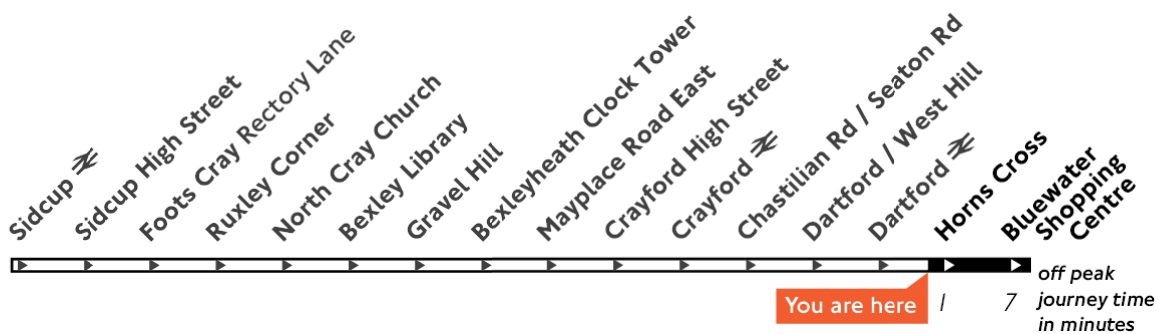 Sidcup
Sidcup High Street
Foots Cray Rectory Lane
Ruxley Corner
North Cray Church
Bexley Library
Gravel Hill
Bexleyheath Clock Tower
Mayplace Road East
Crayford High Street
Crayford
Chastilian Rd / Seaton Rd
Dartford / West Hill
Dartford
Horns Cross
Bluewater
Shopping
Centre
You are here
1
7
off peak
journey time
in minutes